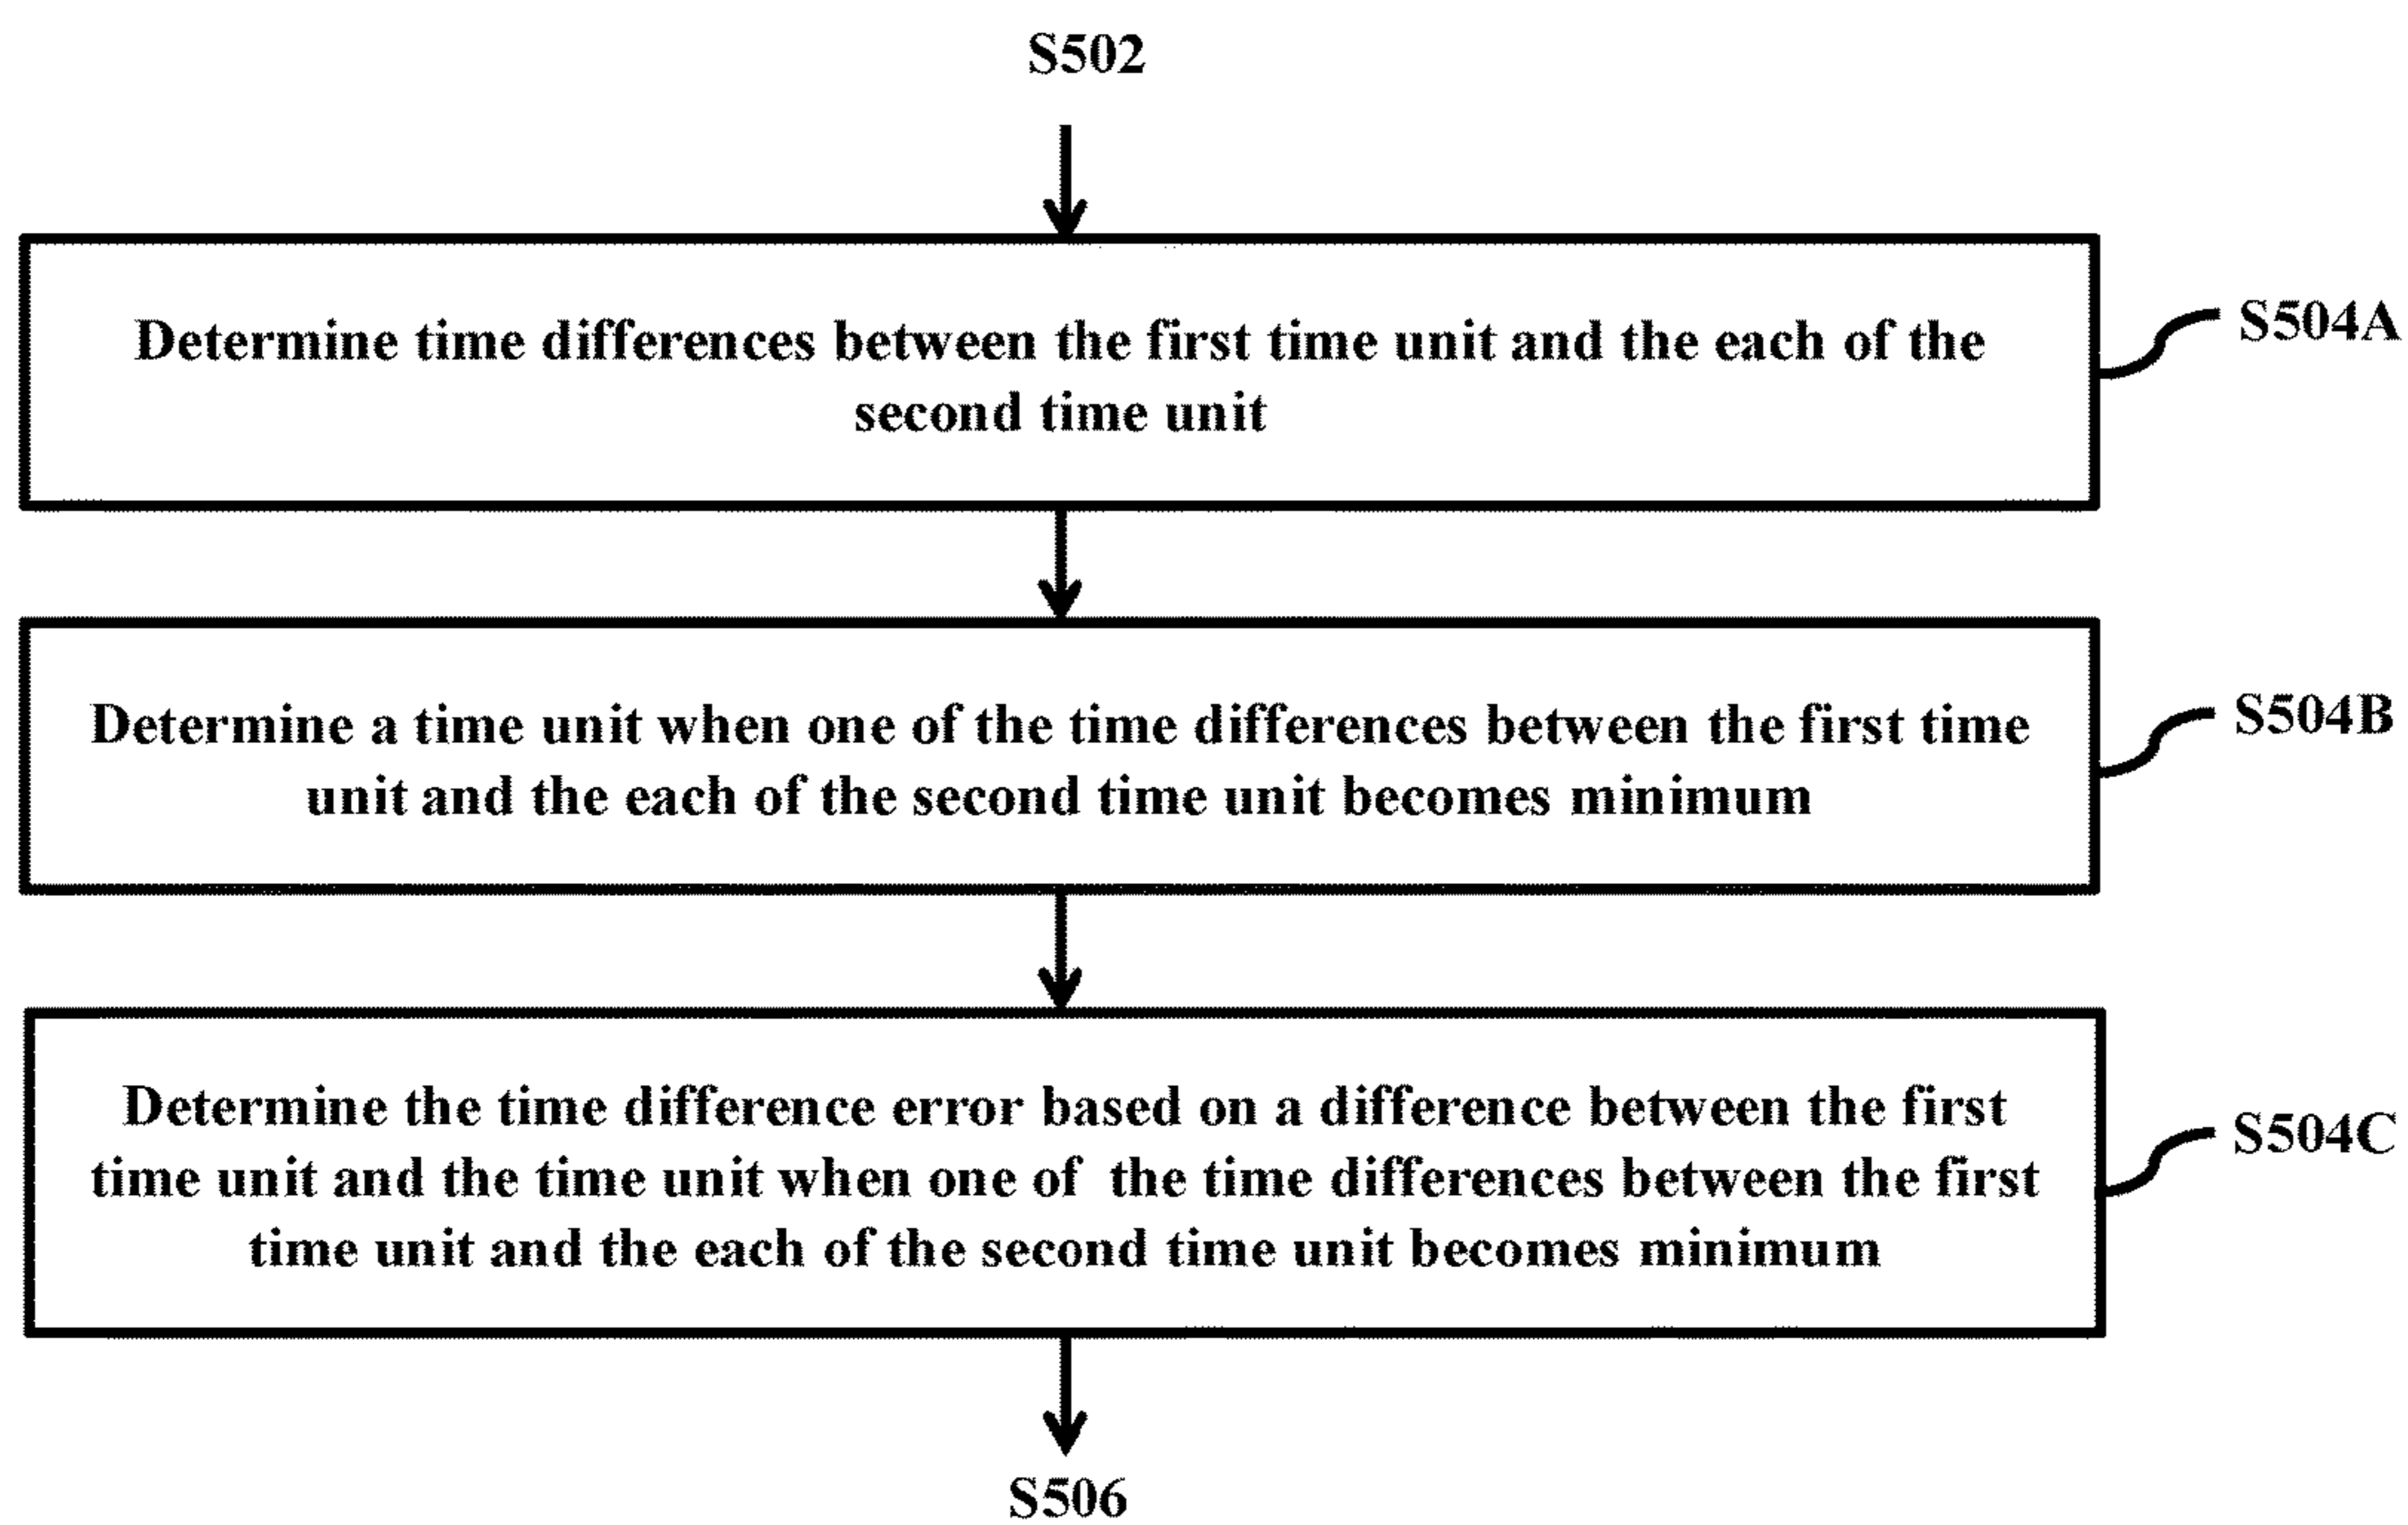 S502
Determine time differences between the first time unit and the each of the
second time unit
S504A
Determine a time unit when one of the time differences between the first time
unit and the each of the second time unit becomes minimum
S504B
Determine the time difference error based on a difference between the first
time unit and the time unit when one of the time differences between the first
time unit and the each of the second time unit becomes minimum
S504C
S506